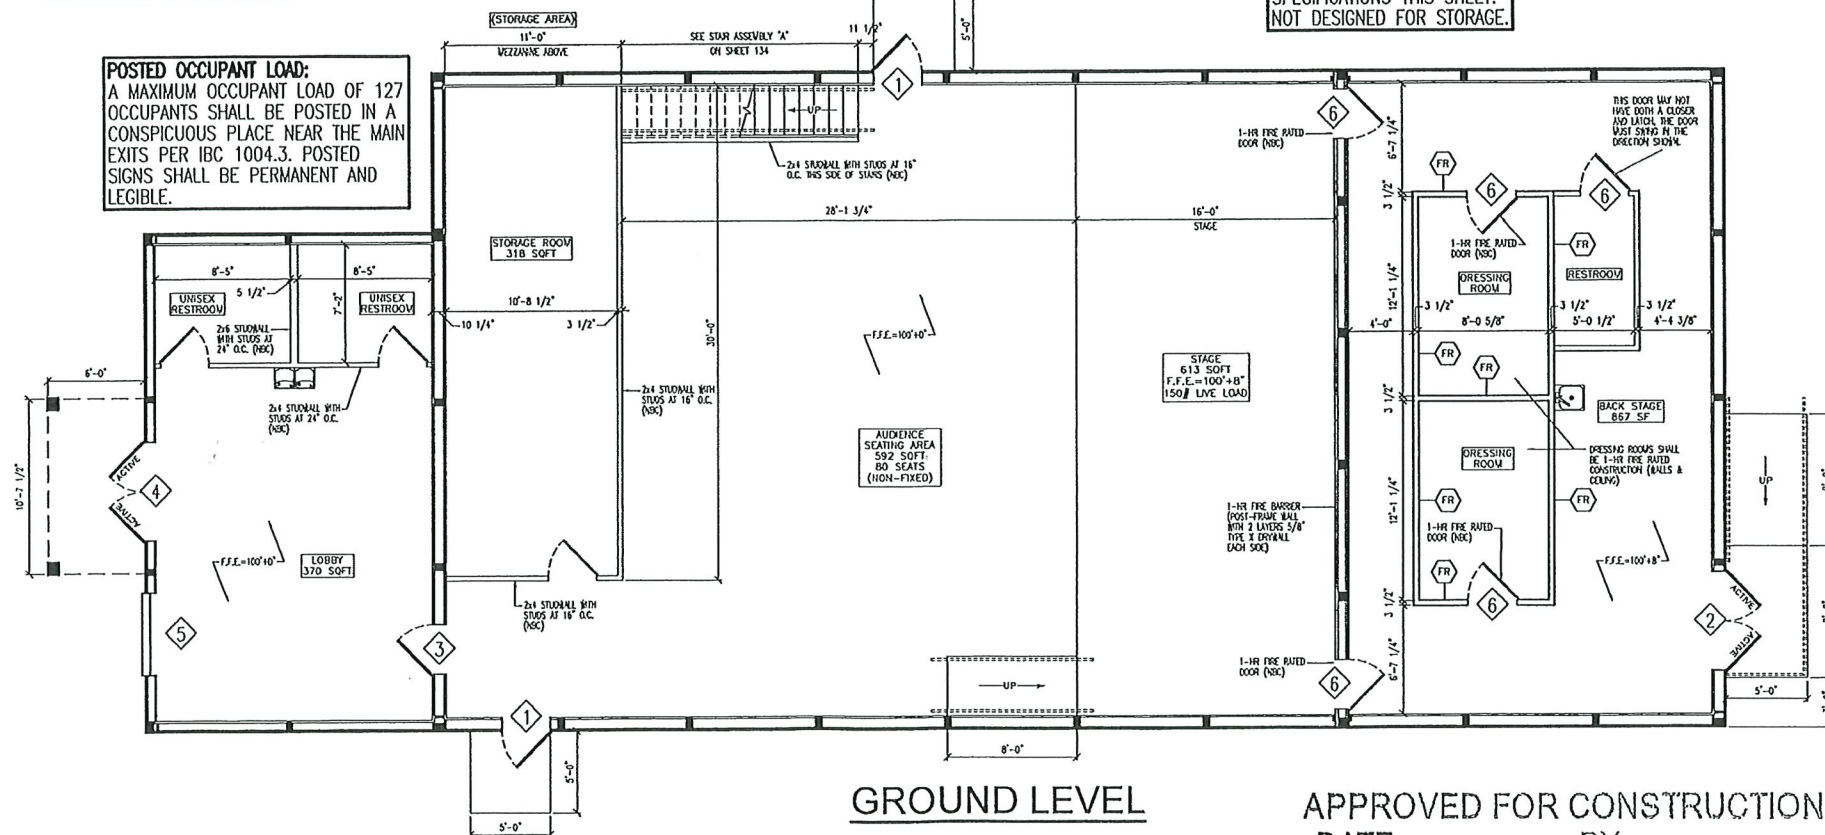 (STORAGE AREA)
11'-0"
MEZZANINE ABOVE
SEE STAIR ASSEMBLY "A"
ON SHEET 134
11 1/2"
5'-0"
SPECIFICATIONS THIS SHEET.
NOT DESIGNED FOR STORAGE.
POSTED OCCUPANT LOAD:
A MAXIMUM OCCUPANT LOAD OF 127
OCCUPANTS SHALL BE POSTED IN A
CONSPICUOUS PLACE NEAR THE MAIN
EXITS PER IBC 1004.3. POSTED
SIGNS SHALL BE PERMANENT AND
LEGIBLE.
1
UP
2x4 STUDWALL WITH STUDS AT 16"
O.C. THIS SIDE OF STAIRS (NBC)
6
1-HR FIRE RATED
DOOR (NBC)
6'-7 1/4"
THIS DOOR MAY NOT
HAVE BOTH A CLOSER
AND LATCH, THE DOOR
MUST SWING IN THE
DIRECTION SHOWN.
FR
3 1/2"
6
6
28'-1 3/4"
16'-0"
STAGE
STORAGE ROOM
318 SQFT
1-HR FIRE RATED
DOOR (NBC)
FR
DRESSING
ROOM
RESTROOM
8'-5"
5 1/2"
8'-5"
UNISEX
RESTROOM
7'-2"
UNISEX
RESTROOM
2x6 STUDWALL
WITH STUDS AT
24" O.C. (NBC)
10'-8 1/2"
10 1/4"
3 1/2"
30'-0"
F.F.E.=100'+0"
12'-1 1/4"
3 1/2"
3 1/2"
3 1/2"
4'-0"
8'-0 5/8"
5'-0 1/2"
4'-4 3/8"
STAGE
613 SQFT
F.F.E.=100'+8"
150# LIVE LOAD
FR
FR
6'-0"
2x4 STUDWALL WITH
STUDS AT 24" O.C.
(NBC)
2x4 STUDWALL WITH
STUDS AT 16" O.C.
(NBC)
3 1/2"
BACK STAGE
867 SF
AUDIENCE
SEATING AREA
592 SQFT
80 SEATS
(NON-FIXED)
DRESSING
ROOM
DRESSING ROOMS SHALL
BE 1-HR FIRE RATED
CONSTRUCTION (WALLS &
CEILING)
ACTIVE
4
ACTIVE
10'-7 1/2"
UP
1-HR FIRE BARRIER
(POST-FRAME WALL
WITH 2 LAYERS 5/8"
TYPE X DRYWALL
EACH SIDE)
12'-1 1/4"
FR
FR
1-HR FIRE RATED
DOOR (NBC)
F.F.E.=100'+0"
LOBBY
370 SQFT
F.F.E.=100'+8"
FR
3 1/2"
6
ACTIVE
2
ACTIVE
2x4 STUDWALL WITH
STUDS AT 16" O.C.
(NBC)
5
3
1-HR FIRE RATED
DOOR (NBC)
6
6'-7 1/4"
UP
5'-0"
1
8'-0"
5'-0"
5'-0"
GROUND LEVEL
APPROVED FOR CONSTRUCTION